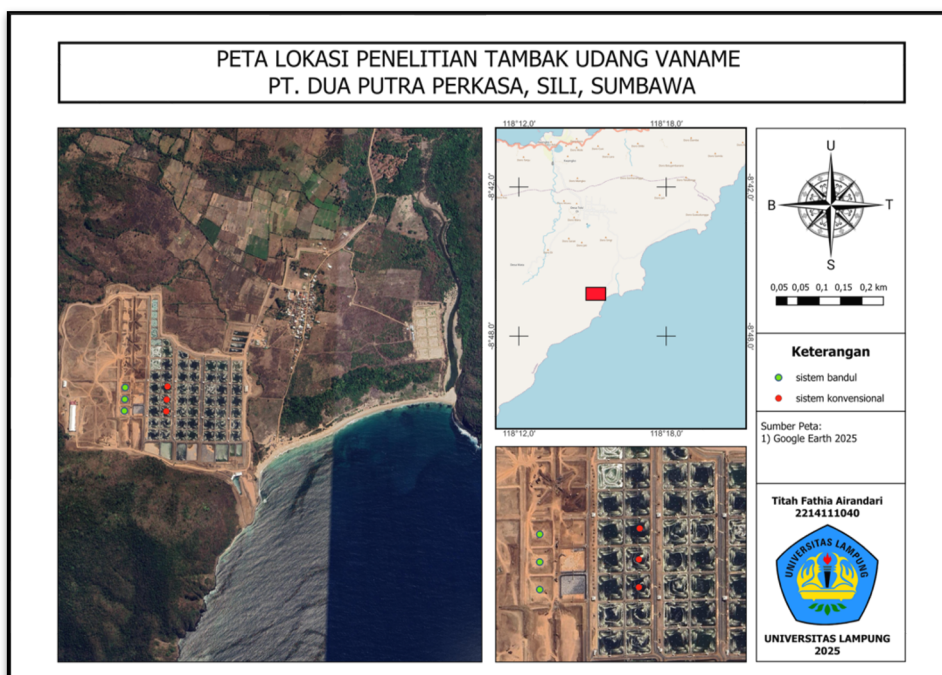 PETA LOKASI PENELITIAN TAMBAK UDANG VANAME
PT. DUA PUTRA PERKASA, SILI, SUMBAWA
118°12,0'
118°18,0'
-8°42,0'
-8°42,0'
-8°48,0'
-8°48,0'
118°12,0'
118°18,0'
U
B
T
S
0,05 0,05 0,1 0,15 0,2 km
Keterangan
sistem bandul
sistem konvensional
Sumber Peta:
1) Google Earth 2025
Titah Fathia Airandari
2214111040
UNIVERSITAS LAMPUNG
UNIVERSITAS LAMPUNG
2025